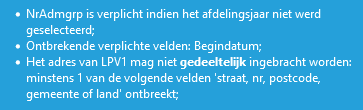 • NrAdmgrp is verplicht indien het afdelingsjaar niet werd
geselecteerd;
• Ontbrekende verplichte velden: Begindatum;
• Het adres van LPV1 mag niet gedeeltelijk ingebracht worden:
minstens 1 van de volgende velden 'straat, nr, postcode,
gemeente of land' ontbreekt;